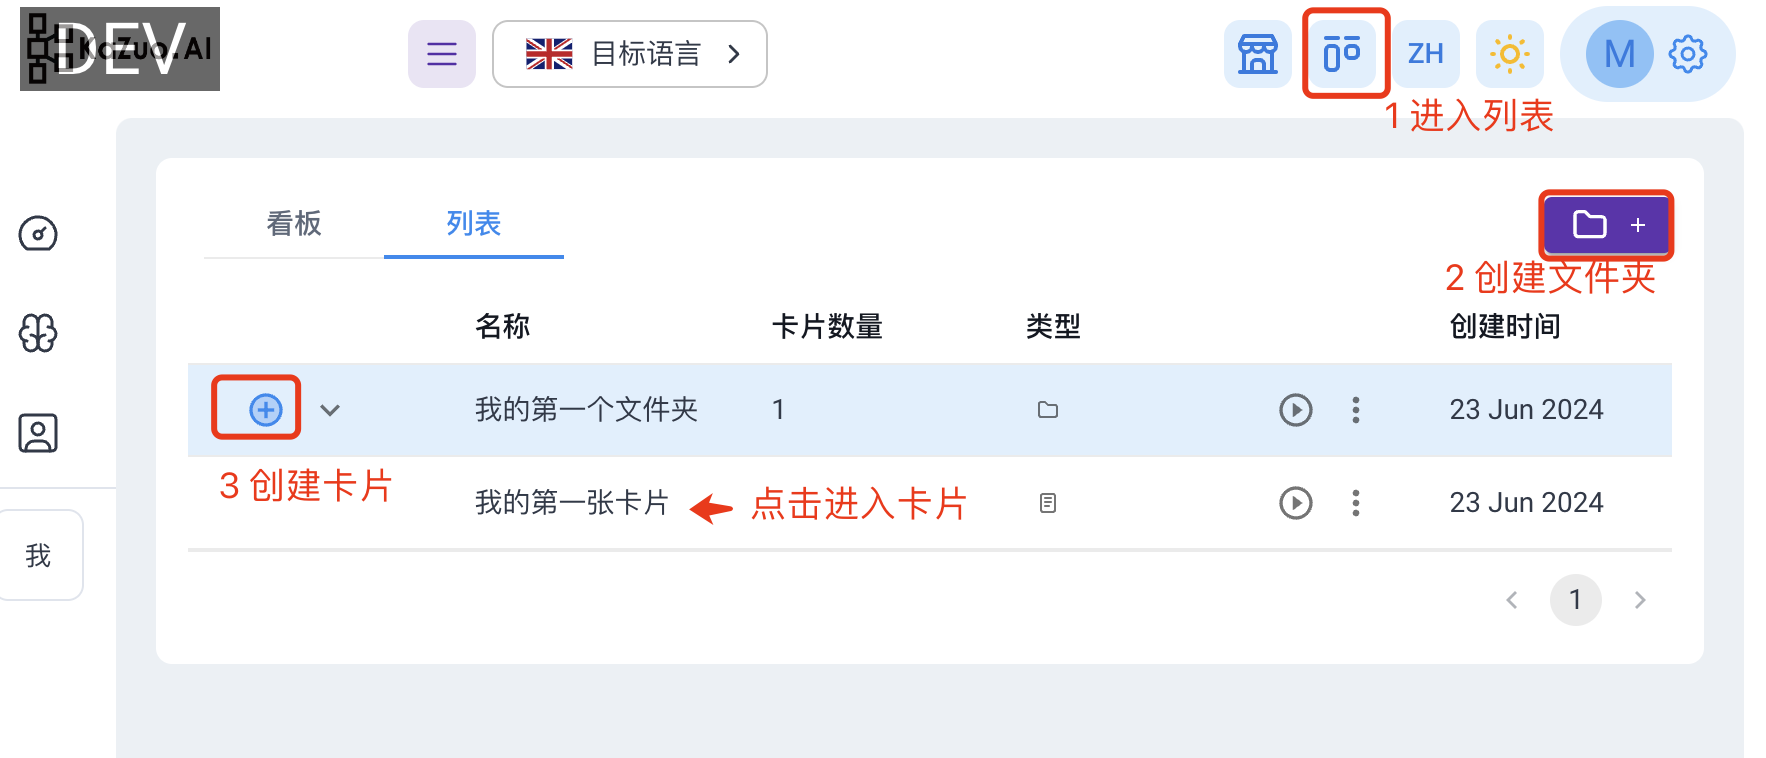 DEV
KaZuo.AI
目标语言
ZH
M
1 进入列表
看板
列表
+
2 创建文件夹
名称
卡片数量
类型
创建时间
我的第一个文件夹
1
23 Jun 2024
3 创建卡片
我的第一张卡片
点击进入卡片
23 Jun 2024
我
1